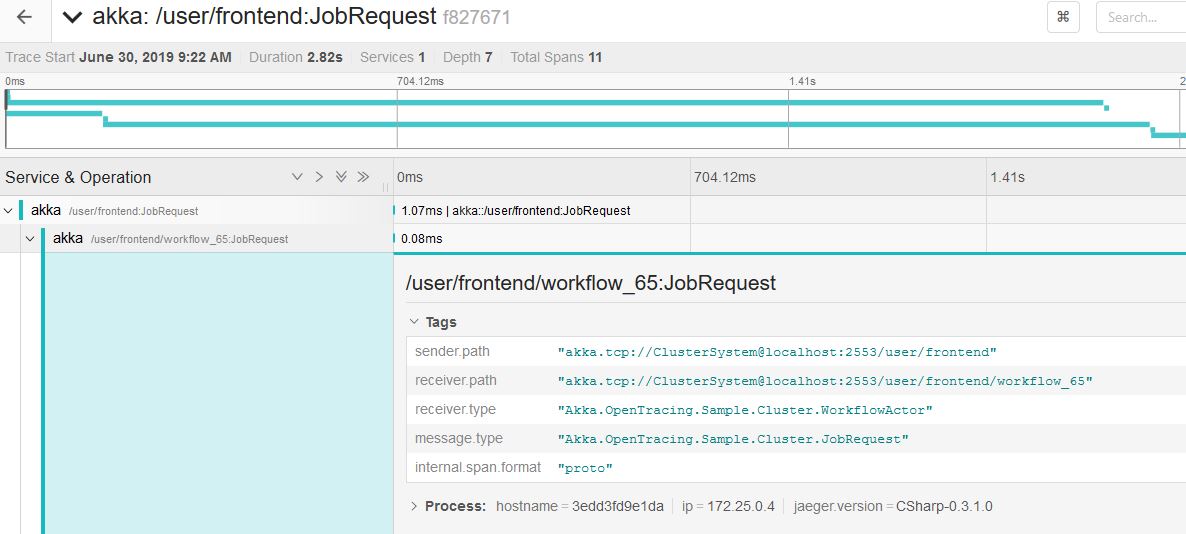 akka: /user/frontend:JobRequest f827671
⌘
Search...
Trace Start June 30, 2019 9:22 AM Duration 2.82s Services 1 Depth 7 Total Spans 11
0ms 704.12ms 1.41s 2
Service & Operation 0ms 704.12ms 1.41s
akka /user/frontend:JobRequest 1.07ms | akka::/user/frontend:JobRequest
akka /user/frontend/workflow_65:JobRequest 0.08ms
/user/frontend/workflow_65:JobRequest
Tags
sender.path "akka.tcp://ClusterSystem@localhost:2553/user/frontend"
receiver.path "akka.tcp://ClusterSystem@localhost:2553/user/frontend/workflow_65"
receiver.type "Akka.OpenTracing.Sample.Cluster.WorkflowActor"
message.type "Akka.OpenTracing.Sample.Cluster.JobRequest"
internal.span.format "proto"
Process: hostname = 3edd3fd9e1da ip = 172.25.0.4 jaeger.version = CSharp-0.3.1.0